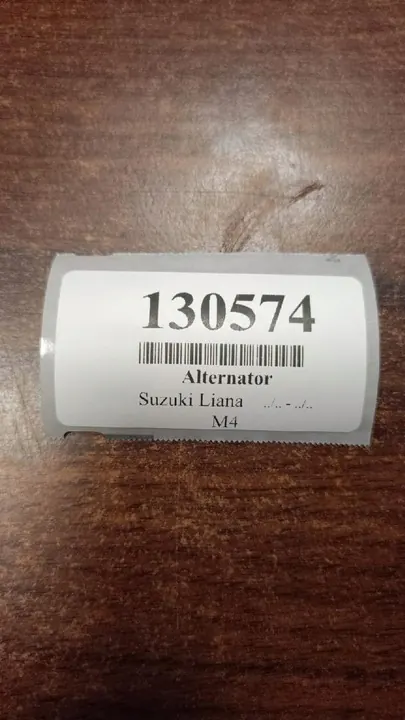 130574
Alternator
Suzuki Liana ../.. - ../..
M4